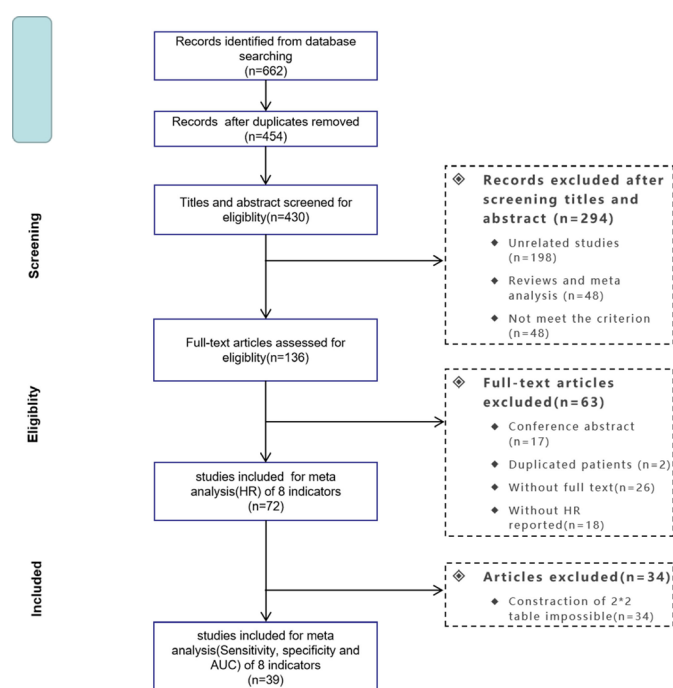 Records identified from database
searching
(n=662)
Records after duplicates removed
(n=454)
Titles and abstract screened for
eligiblity(n=430)
Screening
Records excluded after
screening titles and
abstract (n=294)
Unrelated studies
(n=198)
Reviews and meta
analysis (n=48)
Not meet the criterion
(n=48)
Full-text articles assessed for
eligiblity(n=136)
Eligiblity
Full-text articles
excluded(n=63)
Conference abstract
(n=17)
Duplicated patients (n=2)
Without full text(n=26)
Without HR
reported(n=18)
studies included for meta
analysis(HR) of 8 indicators
(n=72)
Included
Articles excluded(n=34)
Constraction of 2*2
table impossible(n=34)
studies included for meta
analysis(Sensitivity, specificity and
AUC) of 8 indicators
(n=39)